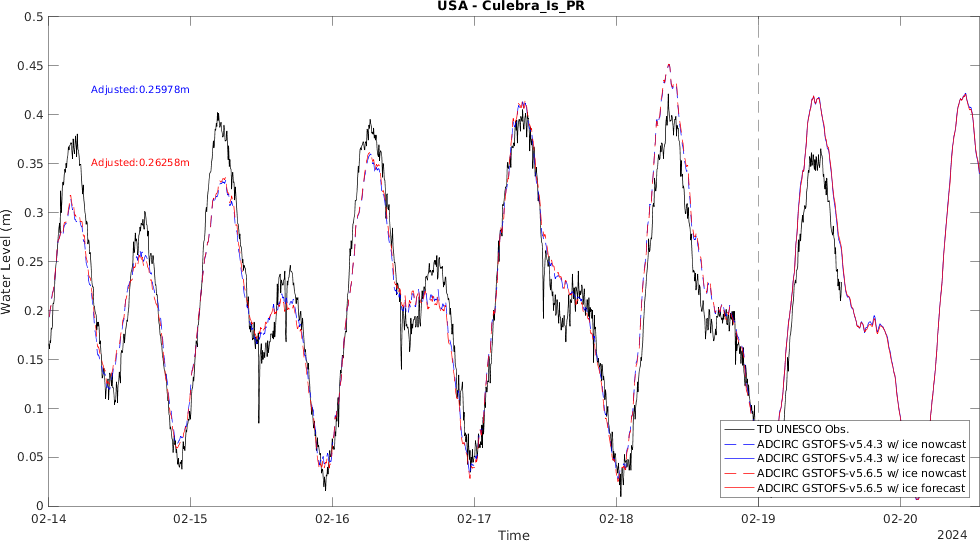 USA - Culebra_Is_PR
0.5
0.45
0.4
0.35
0.3
0.25
0.2
0.15
0.1
0.05
0
Water Level (m)
Adjusted:0.25978m
Adjusted:0.26258m
TD UNESCO Obs.
ADCIRC GSTOFS-v5.4.3 w/ ice nowcast
ADCIRC GSTOFS-v5.4.3 w/ ice forecast
ADCIRC GSTOFS-v5.6.5 w/ ice nowcast
ADCIRC GSTOFS-v5.6.5 w/ ice forecast
02-14 02-15 02-16 02-17 02-18 02-19 02-20
Time
2024